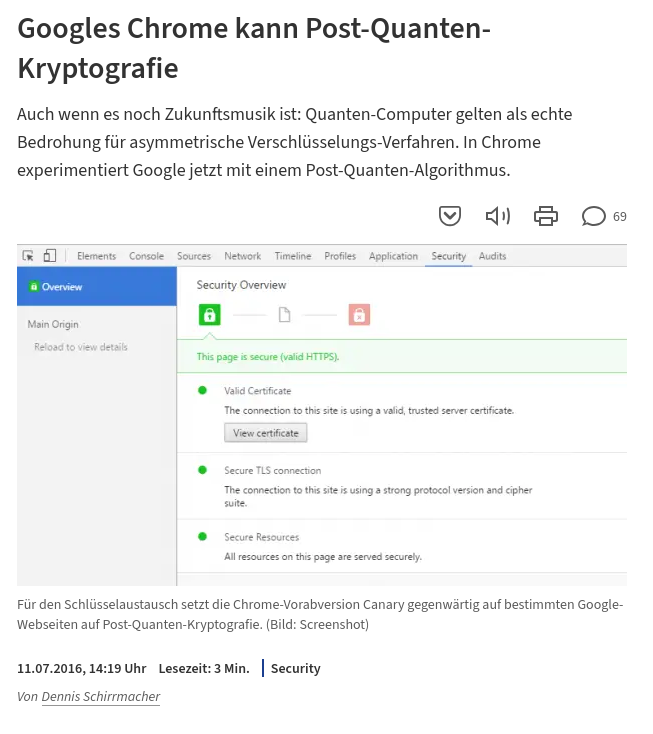 Googles Chrome kann Post-Quanten-
Kryptografie
Auch wenn es noch Zukunftsmusik ist: Quanten-Computer gelten als echte
Bedrohung für asymmetrische Verschlüsselungs-Verfahren. In Chrome
experimentiert Google jetzt mit einem Post-Quanten-Algorithmus.
69
Elements Console Sources Network Timeline Profiles Application Security Audits
Overview
Main Origin
Reload to view details
Security Overview
This page is secure (valid HTTPS).
Valid Certificate
The connection to this site is using a valid, trusted server certificate.
View certificate
Secure TLS connection
The connection to this site is using a strong protocol version and cipher
suite.
Secure Resources
All resources on this page are served securely.
Für den Schlüsselaustausch setzt die Chrome-Vorabversion Canary gegenwärtig auf bestimmten Google-
Webseiten auf Post-Quanten-Kryptografie. (Bild: Screenshot)
11.07.2016, 14:19 Uhr Lesezeit: 3 Min. Security
Von Dennis Schirrmacher